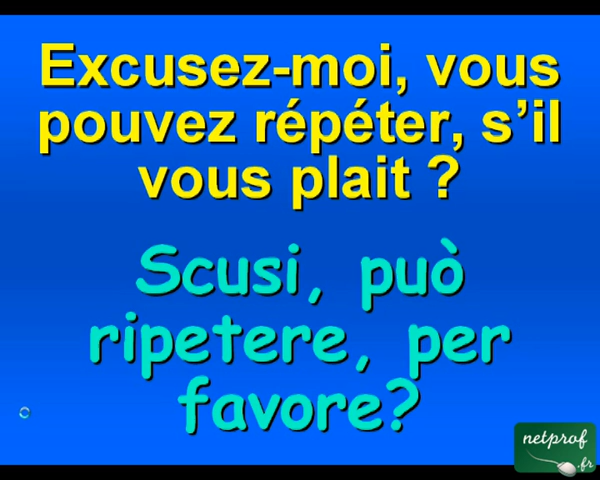 Excusez-moi, vous
pouvez répéter, s’il
vous plait ?
Scusi, può
ripetere, per
favore?
netprof
.fr